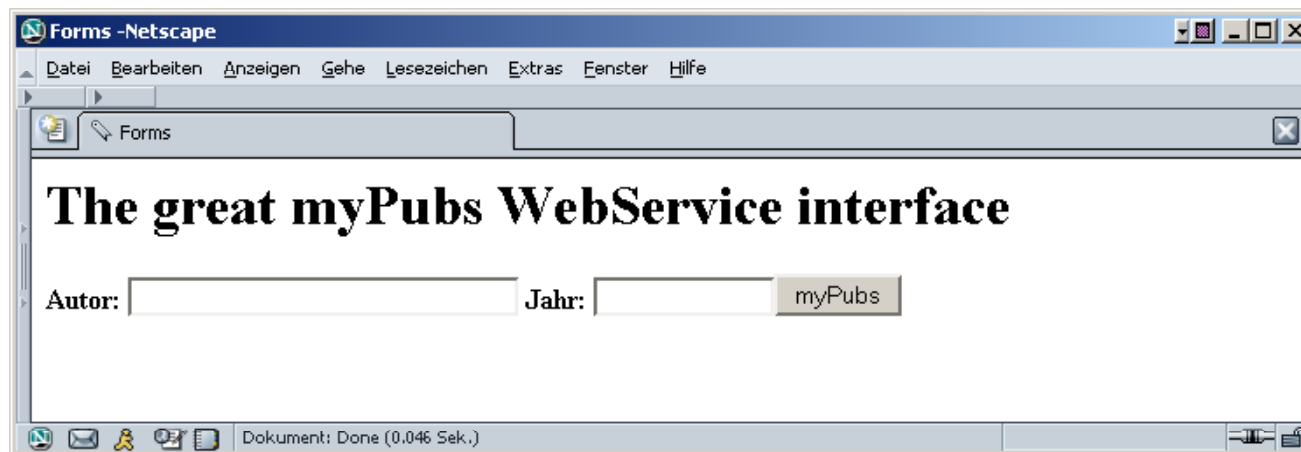 Forms -Netscape
Datei Bearbeiten Anzeigen Gehe Lesezeichen Extras Fenster Hilfe
Forms
The great myPubs WebService interface
Autor: Jahr: myPubs
Dokument: Done (0.046 Sek.)